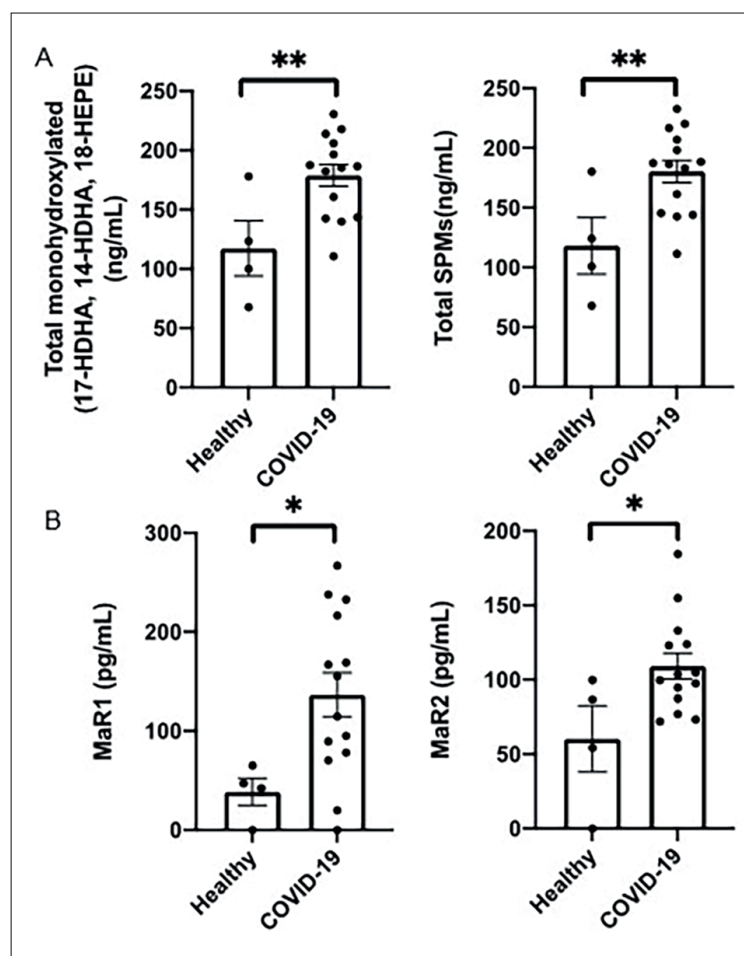 A
Total monohydroxylated
(17-HDHA, 14-HDHA, 18-HEPE)
(ng/mL)
**
250
200
150
100
50
0
Healthy
COVID-19
Total SPMs(ng/mL)
**
250
200
150
100
50
0
Healthy
COVID-19
B
MaR1 (pg/mL)
*
300
200
100
0
Healthy
COVID-19
MaR2 (pg/mL)
*
200
150
100
50
0
Healthy
COVID-19